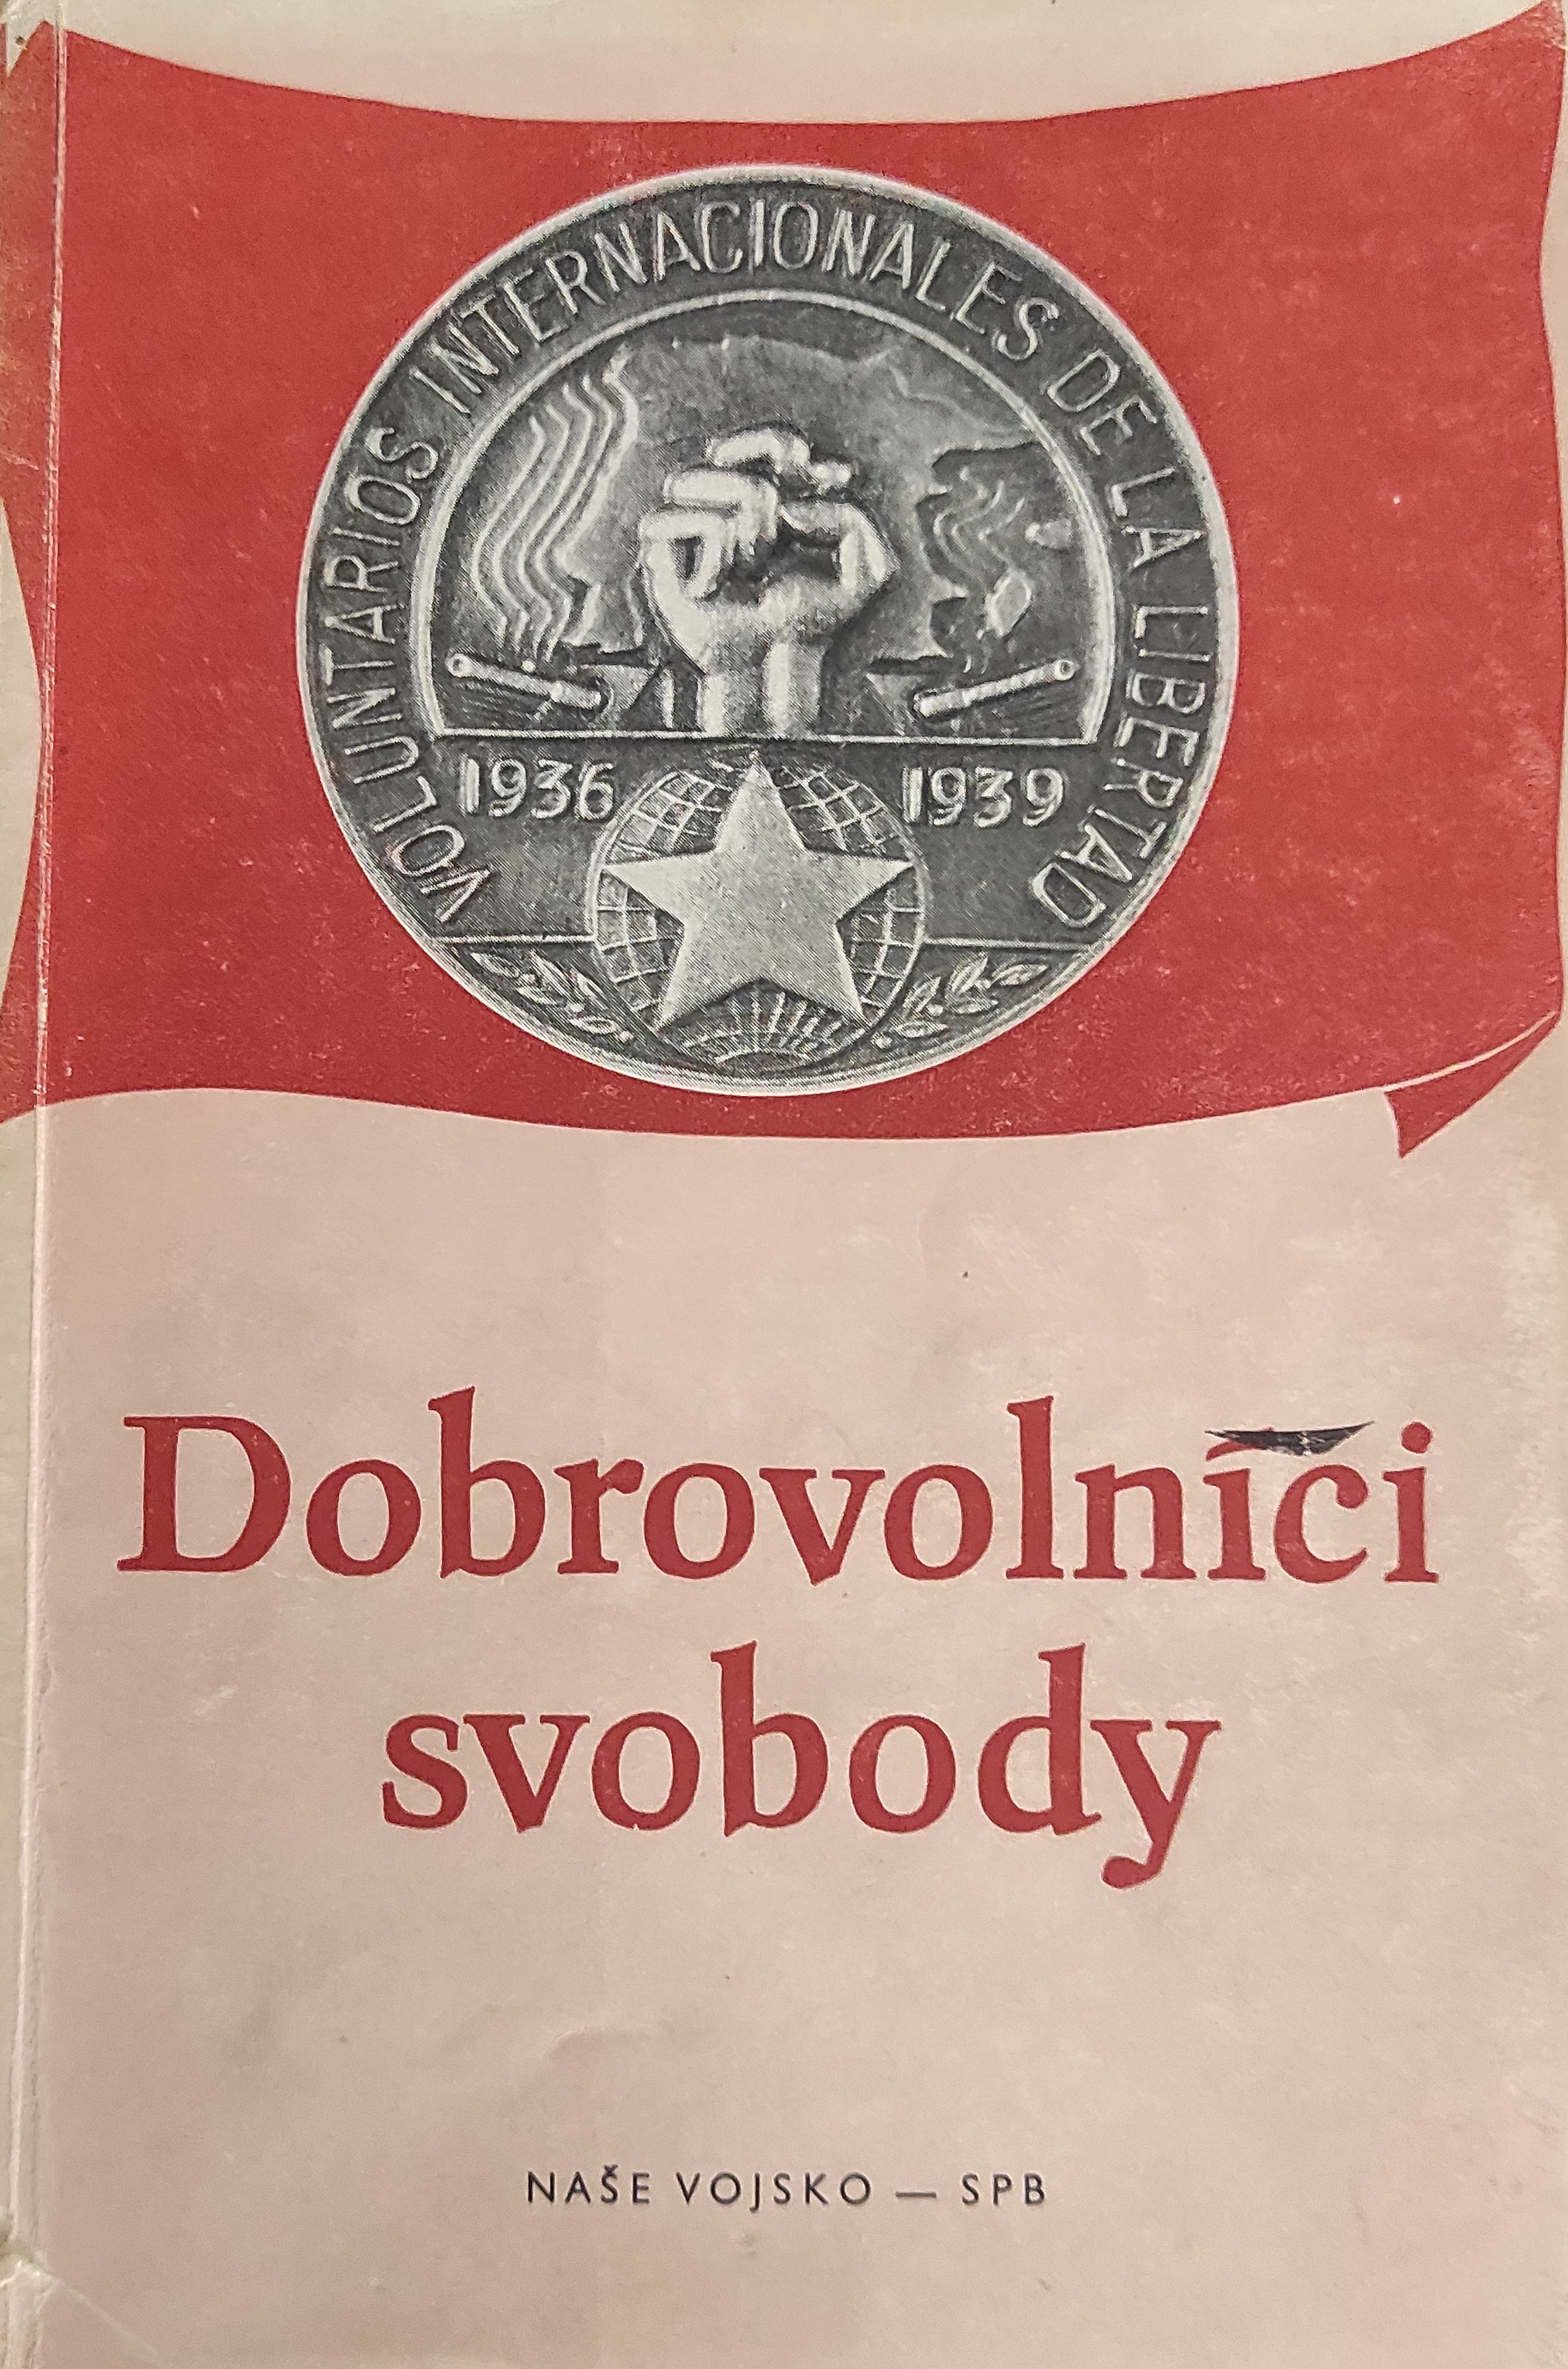 VOLUNTARIOS INTERNACIONALES DE LA LIBERTAD
1936 1939
Dobrovolníci
svobody
NAŠE VOJSKO — SPB